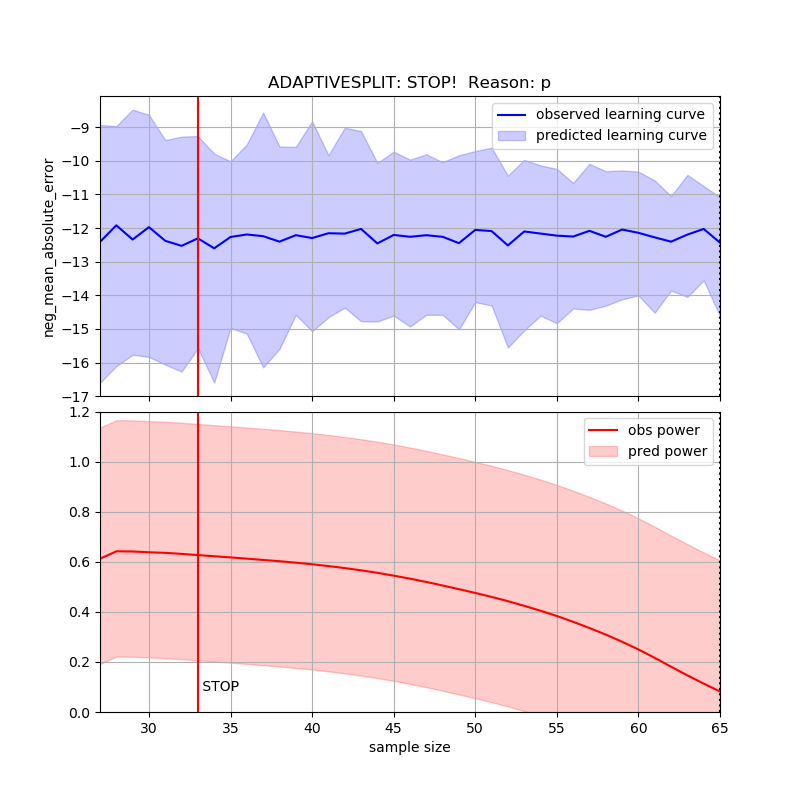 ADAPTIVESPLIT: STOP!  Reason: p
observed learning curve
predicted learning curve
neg_mean_absolute_error
−9
−10
−11
−12
−13
−14
−15
−16
−17
obs power
pred power
1.2
1.0
0.8
0.6
0.4
0.2
0.0
STOP
30 35 40 45 50 55 60 65
sample size